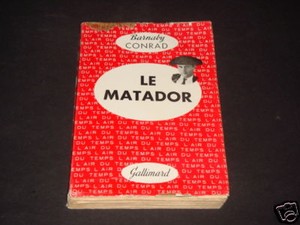 Barnaby
CONRAD
LE
MATADOR
L'AIR DU TEMPS
Gallimard